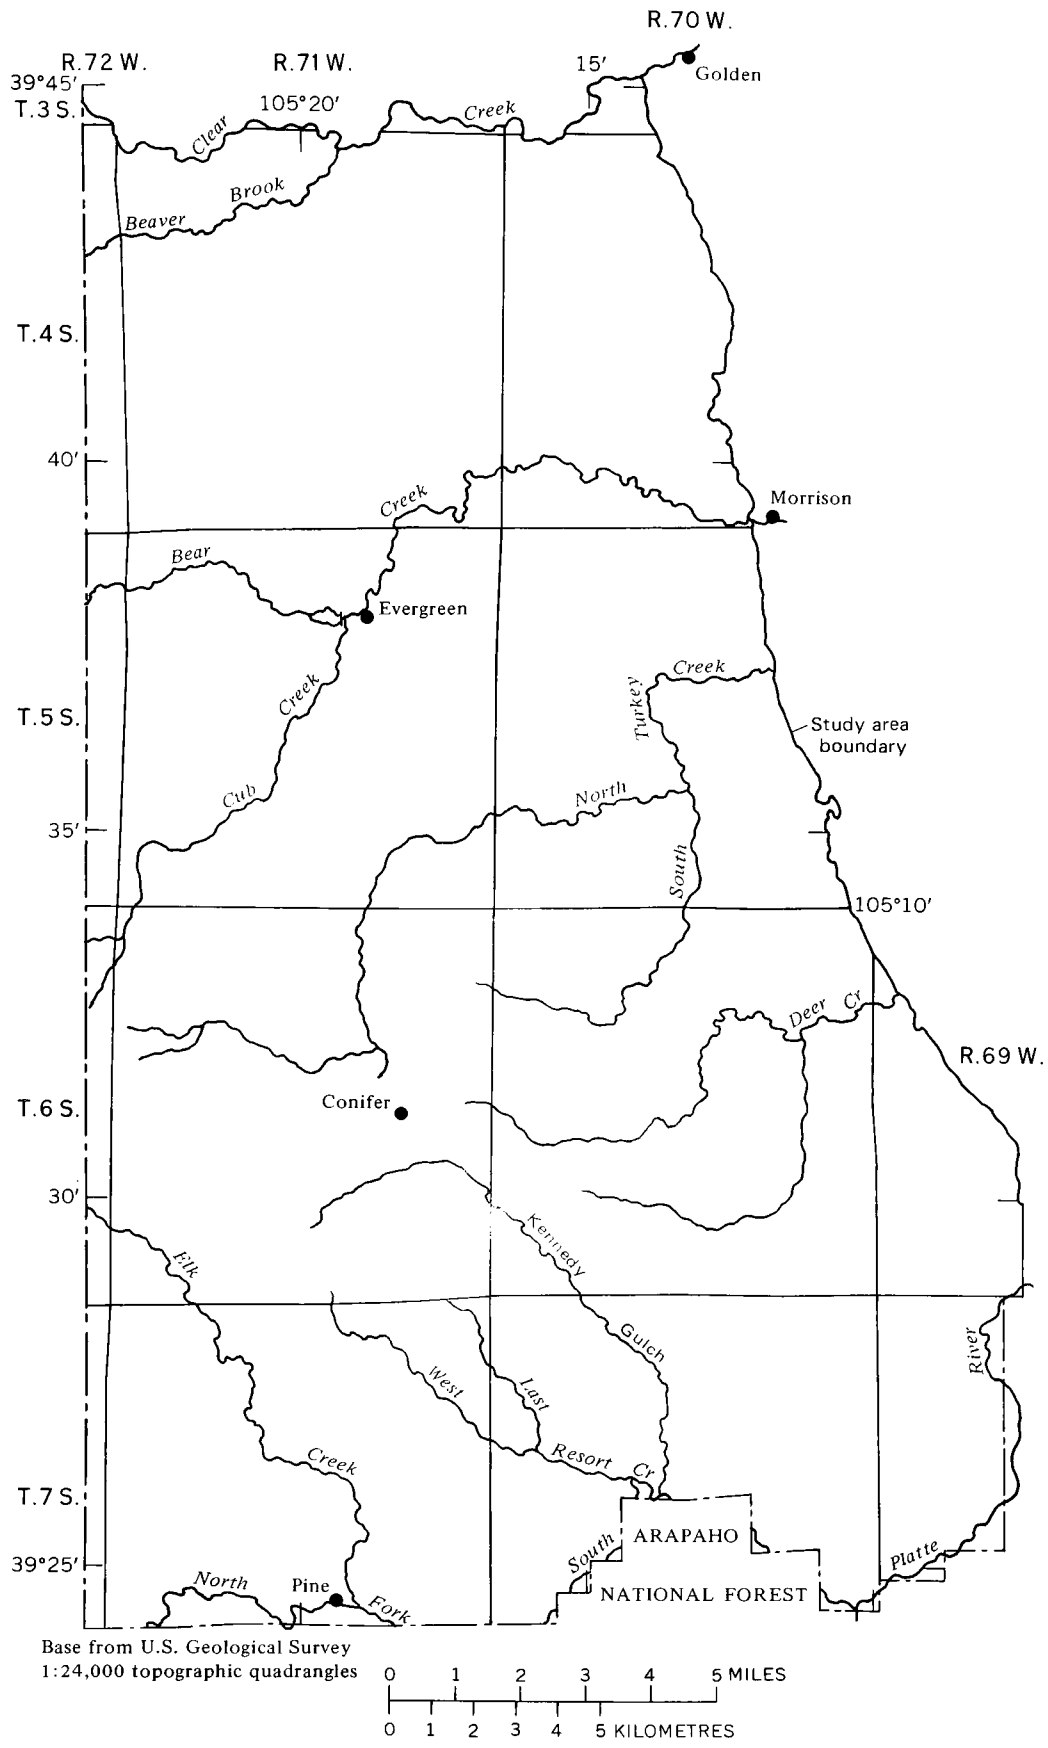 R.70 W.
R.72 W.
R.71 W.
15′
Golden
39°45′
T.3 S.
105°20′
Clear
Creek
Beaver
Brook
T.4 S.
40′
Creek
Morrison
Bear
Evergreen
Creek
Creek
Turkey
T.5 S.
Study area
boundary
Cub
North
35′
South
105°10′
Deer
Cr
R.69 W.
Conifer
T.6 S.
30′
Kennedy
Elk
Gulch
River
West
Last
Creek
Resort
Cr
T.7 S.
ARAPAHO
South
39°25′
Platte
North
Pine
Fork
NATIONAL FOREST
Base from U.S. Geological Survey
1:24,000 topographic quadrangles
0 1 2 3 4 5 MILES
0 1 2 3 4 5 KILOMETRES